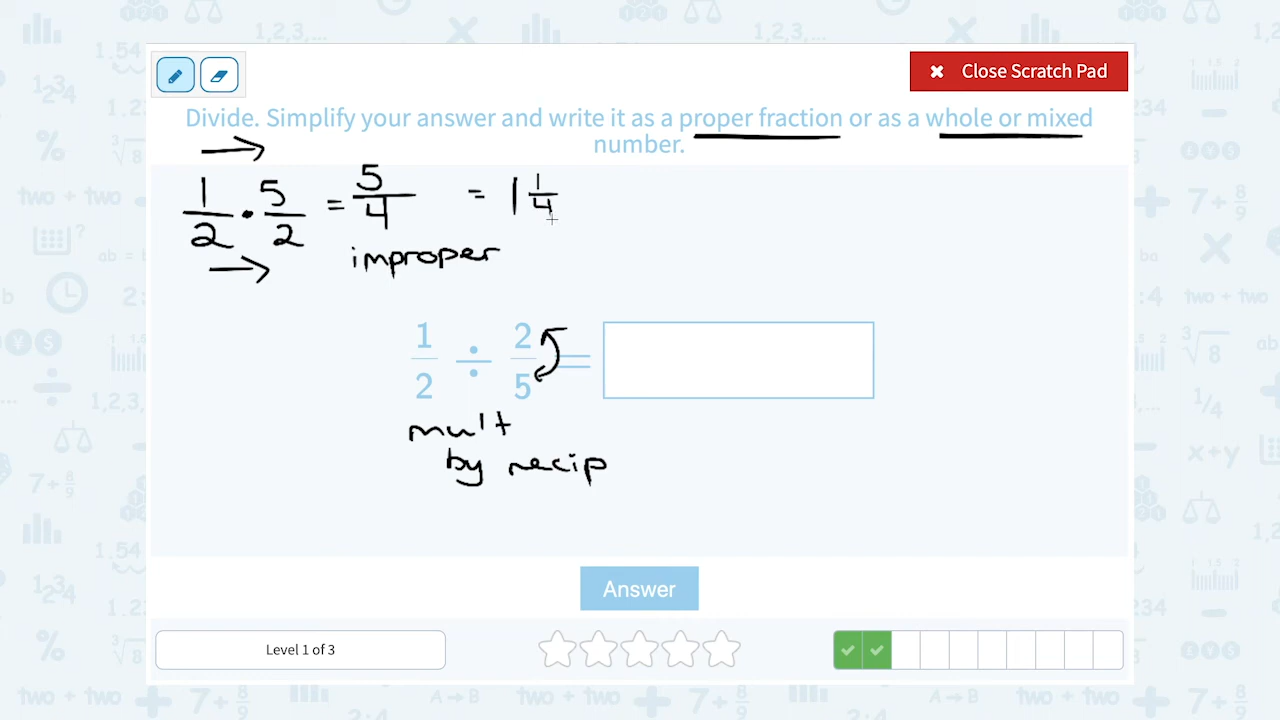 Close Scratch Pad
Divide. Simplify your answer and write it as a proper fraction or as a whole or mixed
number.
1/2 · 5/2 = 5/4 = 1 1/4
improper
1/2 ÷ 2/5 =
mult
by recip
Answer
Level 1 of 3